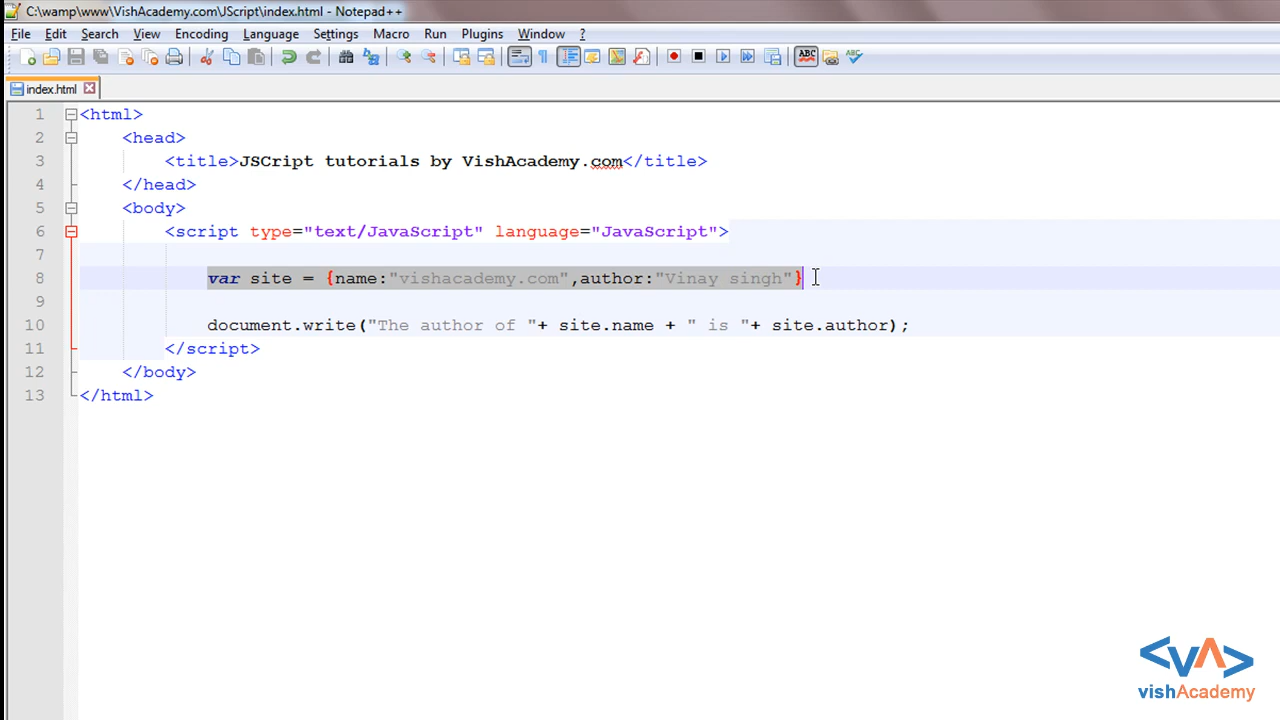 C:\wamp\www\VishAcademy.com\JScript\index.html - Notepad++
File Edit Search View Encoding Language Settings Macro Run Plugins Window ?
ABC ABC
index.html
1 <html>
2 <head>
3 <title>JSCript tutorials by VishAcademy.com</title>
4 </head>
5 <body>
6 <script type="text/JavaScript" language="JavaScript">
7
8 var site = {name:"vishacademy.com",author:"Vinay singh"}
9
10 document.write("The author of "+ site.name + " is "+ site.author);
11 </script>
12 </body>
13 </html>
<VA>
vishAcademy